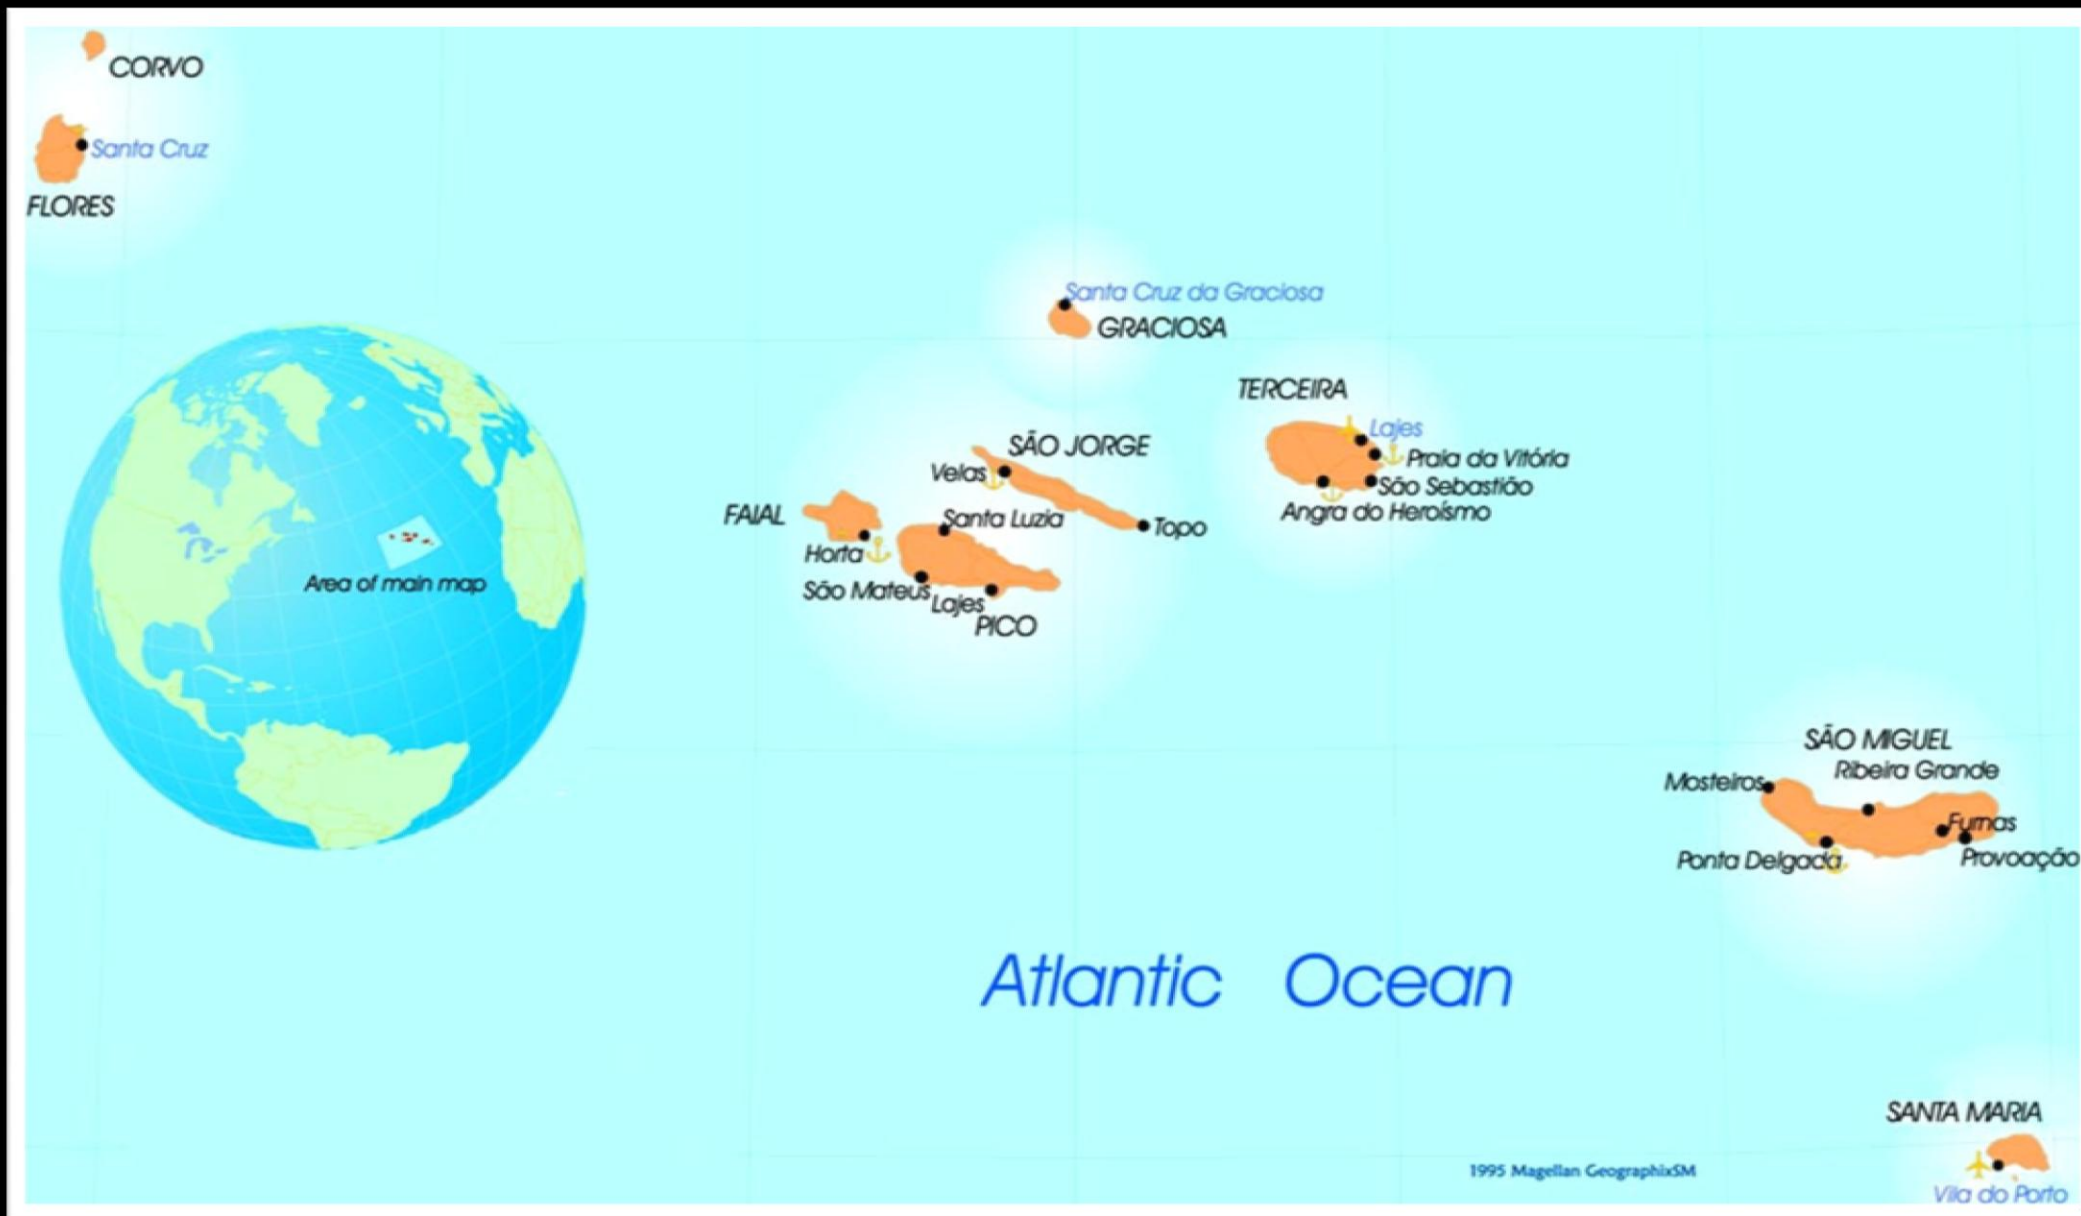 CORVO
Santa Cruz
FLORES
Santa Cruz da Graciosa
GRACIOSA
TERCEIRA
Lajes
Praia da Vitória
São Sebastião
Angra do Heroísmo
SÃO JORGE
Velas
Topo
FAIAL
Horta
Santa Luzia
São Mateus
Lajes
PICO
Area of main map
SÃO MIGUEL
Ribeira Grande
Mosteiros
Furnas
Ponta Delgada
Provoação
Atlantic Ocean
SANTA MARIA
Vila do Porto
1995 Magellan GeographixSM